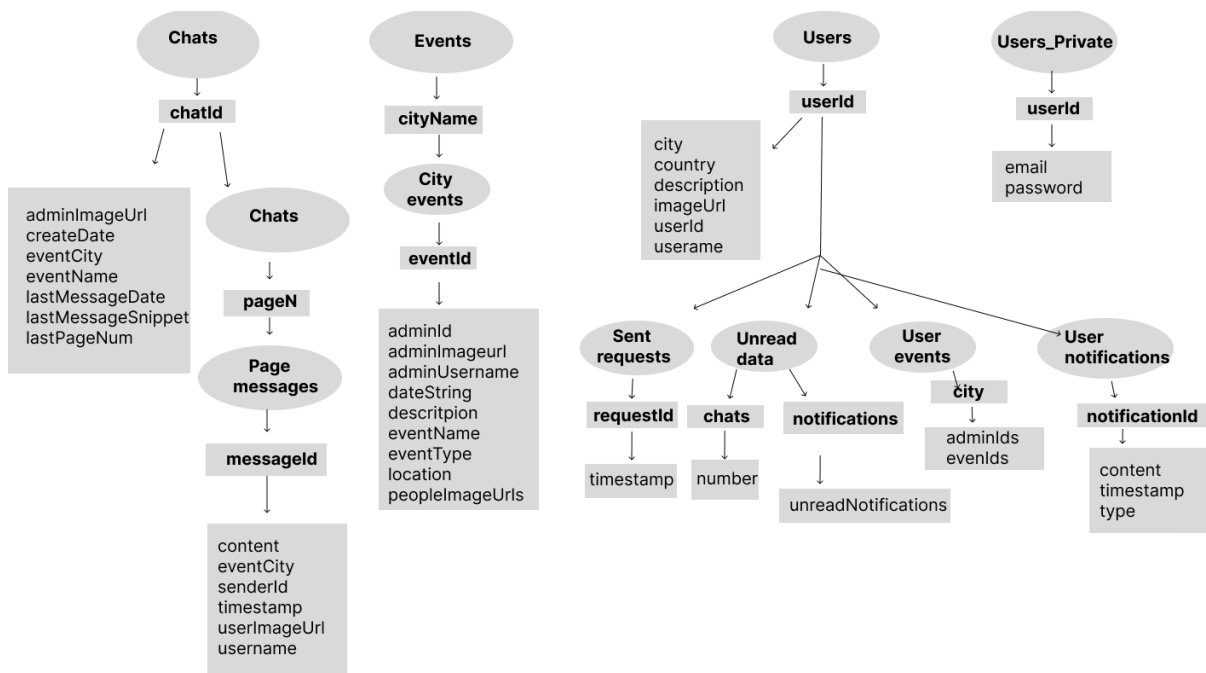 Chats
chatId
adminImageUrl
createDate
eventCity
eventName
lastMessageDate
lastMessageSnippet
lastPageNum
Chats
pageN
Page
messages
messageId
content
eventCity
senderId
timestamp
userImageUrl
username
Events
cityName
City
events
eventId
adminId
adminImageurl
adminUsername
dateString
descritpion
eventName
eventType
location
peopleImageUrls
Users
userId
city
country
description
imageUrl
userId
userame
Sent
requests
requestId
timestamp
Unread
data
chats
number
notifications
unreadNotifications
User
events
city
adminIds
evenIds
User
notifications
notificationId
content
timestamp
type
Users_Private
userId
email
password